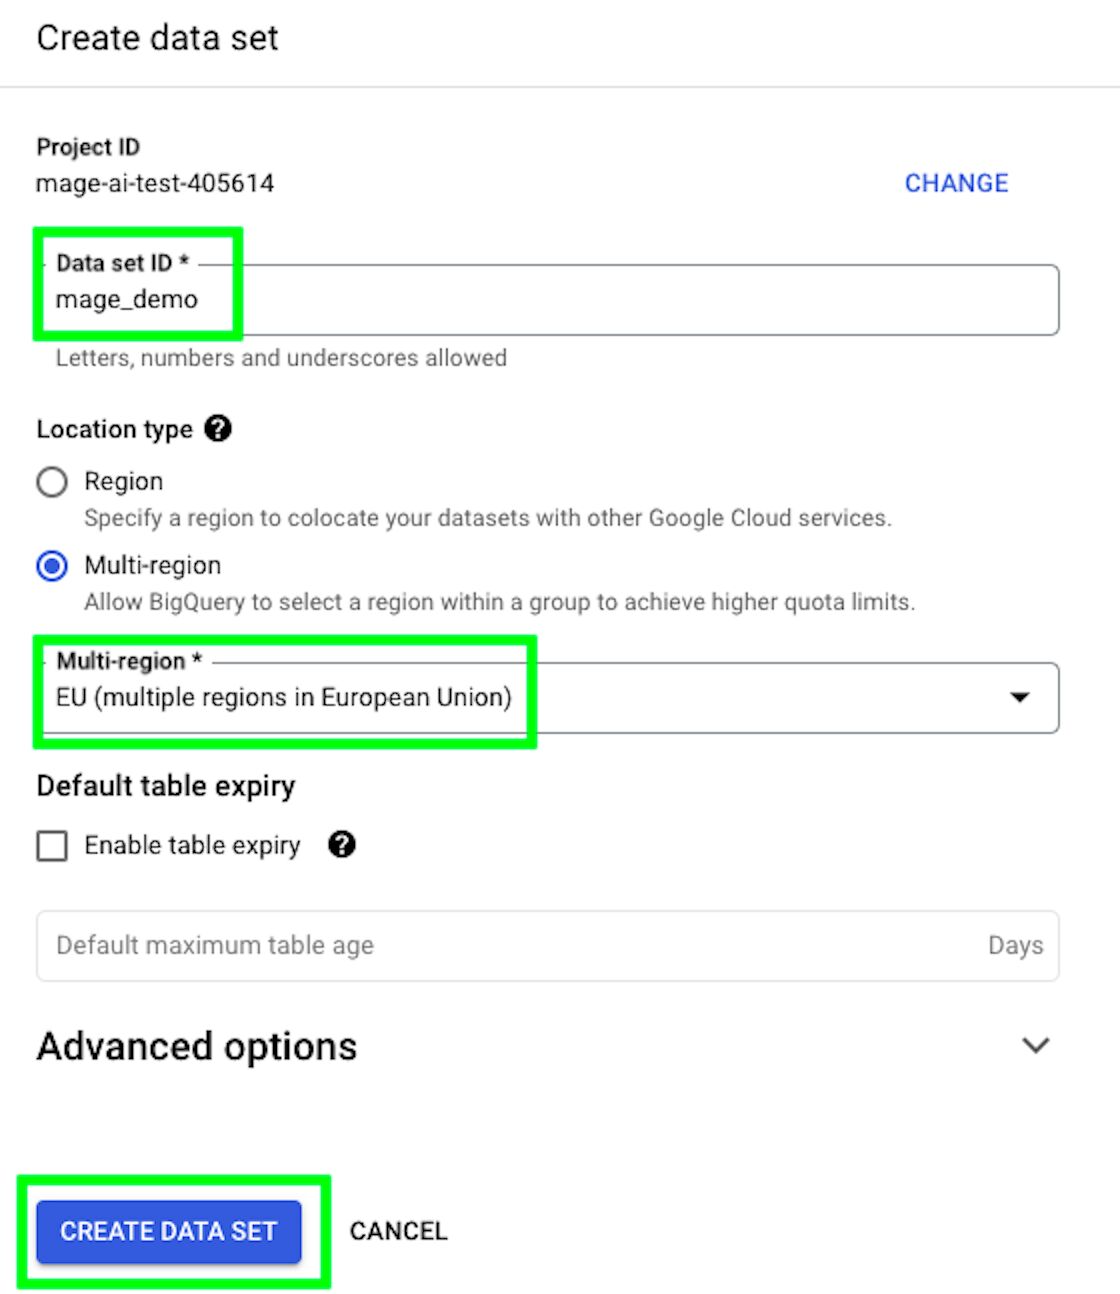 Create data set
Project ID
mage-ai-test-405614
CHANGE
Data set ID *
mage_demo
Letters, numbers and underscores allowed
Location type
Region
Specify a region to colocate your datasets with other Google Cloud services.
Multi-region
Allow BigQuery to select a region within a group to achieve higher quota limits.
Multi-region *
EU (multiple regions in European Union)
Default table expiry
Enable table expiry
Default maximum table age
Days
Advanced options
CREATE DATA SET
CANCEL